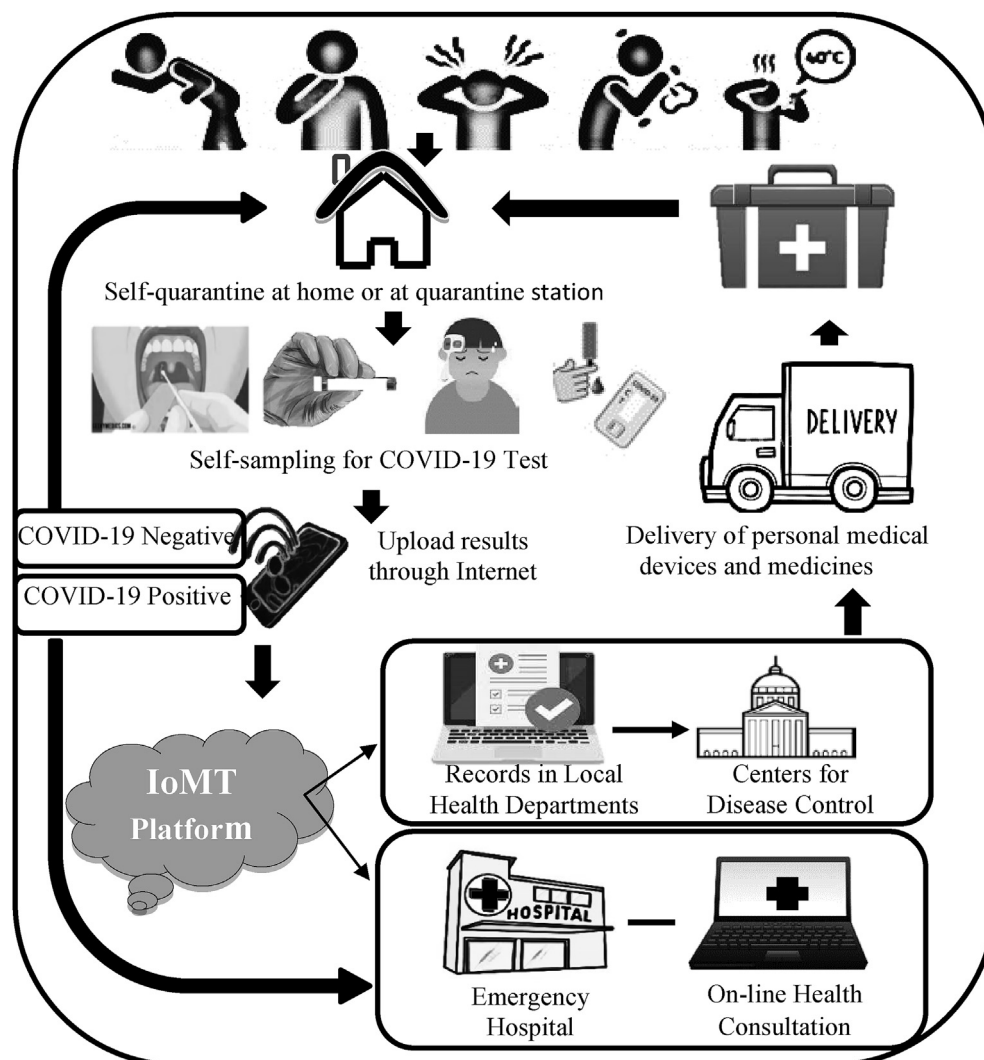 40°C
Self-quarantine at home or at quarantine station
COVID-19
C
Self-sampling for COVID-19 Test
DELIVERY
COVID-19 Negative
COVID-19 Positive
Upload results
through Internet
Delivery of personal medical
devices and medicines
IoMT
Platform
Records in Local
Health Departments
Centers for
Disease Control
HOSPITAL
Emergency
Hospital
On-line Health
Consultation